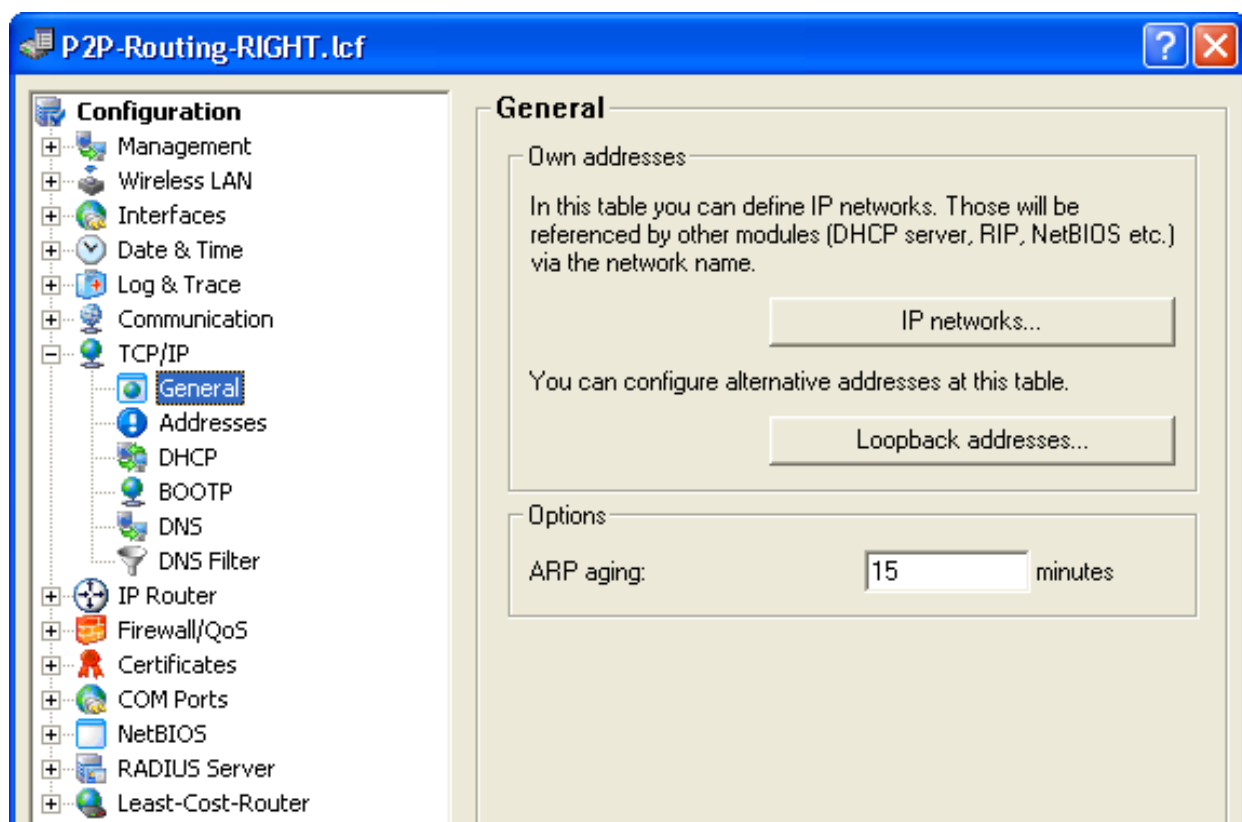 P2P-Routing-RIGHT.lcf
Configuration
Management
Wireless LAN
Interfaces
Date & Time
Log & Trace
Communication
TCP/IP
General
Addresses
DHCP
BOOTP
DNS
DNS Filter
IP Router
Firewall/QoS
Certificates
COM Ports
NetBIOS
RADIUS Server
Least-Cost-Router
General
Own addresses
In this table you can define IP networks. Those will be
referenced by other modules (DHCP server, RIP, NetBIOS etc.)
via the network name.
IP networks...
You can configure alternative addresses at this table.
Loopback addresses...
Options
ARP aging: 15 minutes